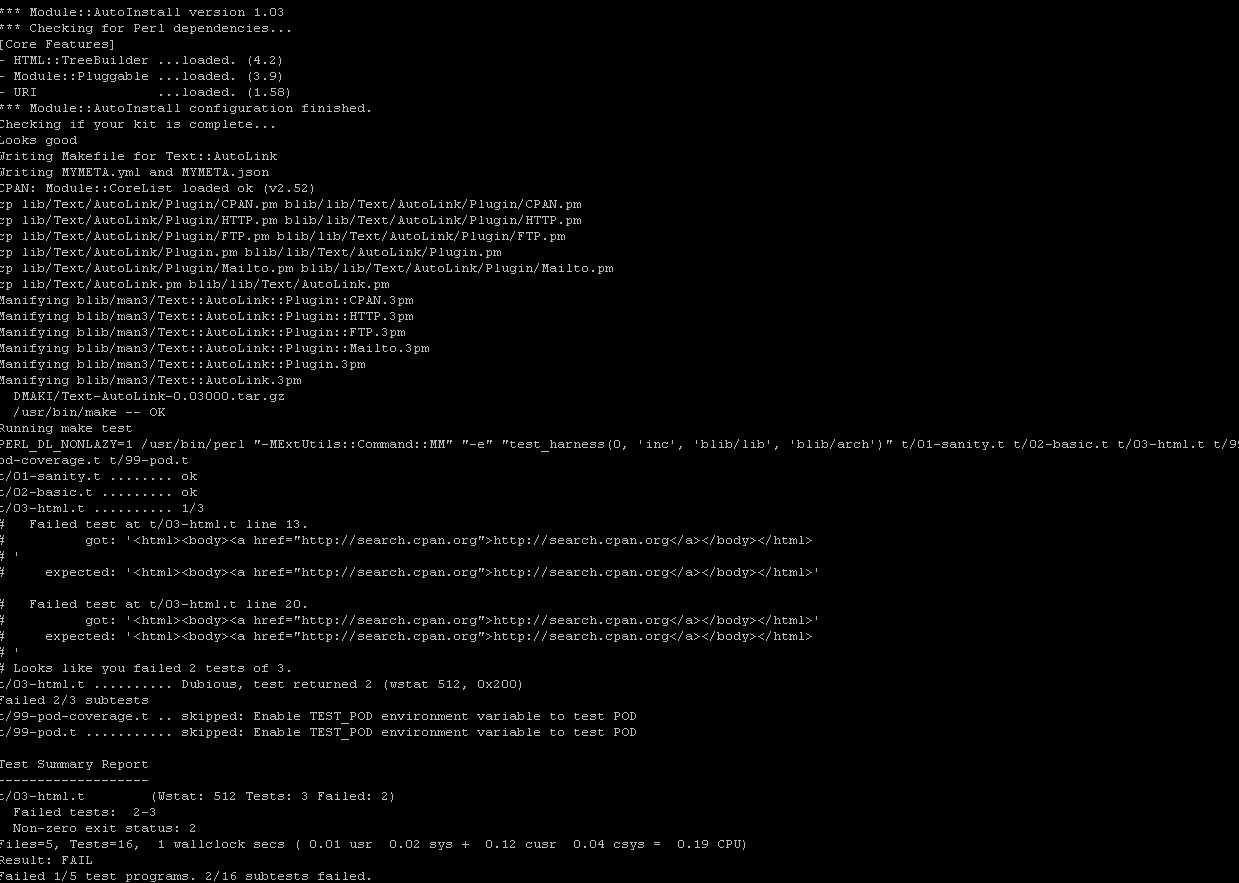 *** Module::AutoInstall version 1.03
*** Checking for Perl dependencies...
[Core Features]
- HTML::TreeBuilder ...loaded. (4.2)
- Module::Pluggable ...loaded. (3.9)
- URI               ...loaded. (1.58)
*** Module::AutoInstall configuration finished.
Checking if your kit is complete...
Looks good
Writing Makefile for Text::AutoLink
Writing MYMETA.yml and MYMETA.json
CPAN: Module::CoreList loaded ok (v2.52)
cp lib/Text/AutoLink/Plugin/CPAN.pm blib/lib/Text/AutoLink/Plugin/CPAN.pm
cp lib/Text/AutoLink/Plugin/HTTP.pm blib/lib/Text/AutoLink/Plugin/HTTP.pm
cp lib/Text/AutoLink/Plugin/FTP.pm blib/lib/Text/AutoLink/Plugin/FTP.pm
cp lib/Text/AutoLink/Plugin.pm blib/lib/Text/AutoLink/Plugin.pm
cp lib/Text/AutoLink/Plugin/Mailto.pm blib/lib/Text/AutoLink/Plugin/Mailto.pm
cp lib/Text/AutoLink.pm blib/lib/Text/AutoLink.pm
Manifying blib/man3/Text::AutoLink::Plugin::CPAN.3pm
Manifying blib/man3/Text::AutoLink::Plugin::HTTP.3pm
Manifying blib/man3/Text::AutoLink::Plugin::FTP.3pm
Manifying blib/man3/Text::AutoLink::Plugin::Mailto.3pm
Manifying blib/man3/Text::AutoLink::Plugin.3pm
Manifying blib/man3/Text::AutoLink.3pm
  DMAKI/Text-AutoLink-0.03000.tar.gz
  /usr/bin/make -- OK
Running make test
PERL_DL_NONLAZY=1 /usr/bin/perl "-MExtUtils::Command::MM" "-e" "test_harness(0, 'inc', 'blib/lib', 'blib/arch')" t/01-sanity.t t/02-basic.t t/03-html.t t/99
od-coverage.t t/99-pod.t
t/01-sanity.t ........ ok
t/02-basic.t ......... ok
t/03-html.t .......... 1/3
#   Failed test at t/03-html.t line 13.
#          got: '<html><body><a href="http://search.cpan.org">http://search.cpan.org</a></body></html>
# '
#     expected: '<html><body><a href="http://search.cpan.org">http://search.cpan.org</a></body></html>'
#   Failed test at t/03-html.t line 20.
#          got: '<html><body><a href="http://search.cpan.org">http://search.cpan.org</a></body></html>'
#     expected: '<html><body><a href="http://search.cpan.org">http://search.cpan.org</a></body></html>
# '
# Looks like you failed 2 tests of 3.
t/03-html.t .......... Dubious, test returned 2 (wstat 512, 0x200)
Failed 2/3 subtests
t/99-pod-coverage.t .. skipped: Enable TEST_POD environment variable to test POD
t/99-pod.t ........... skipped: Enable TEST_POD environment variable to test POD
Test Summary Report
-------------------
t/03-html.t        (Wstat: 512 Tests: 3 Failed: 2)
  Failed tests:  2-3
  Non-zero exit status: 2
Files=5, Tests=16,  1 wallclock secs ( 0.01 usr  0.02 sys +  0.12 cusr  0.04 csys =  0.19 CPU)
Result: FAIL
Failed 1/5 test programs. 2/16 subtests failed.